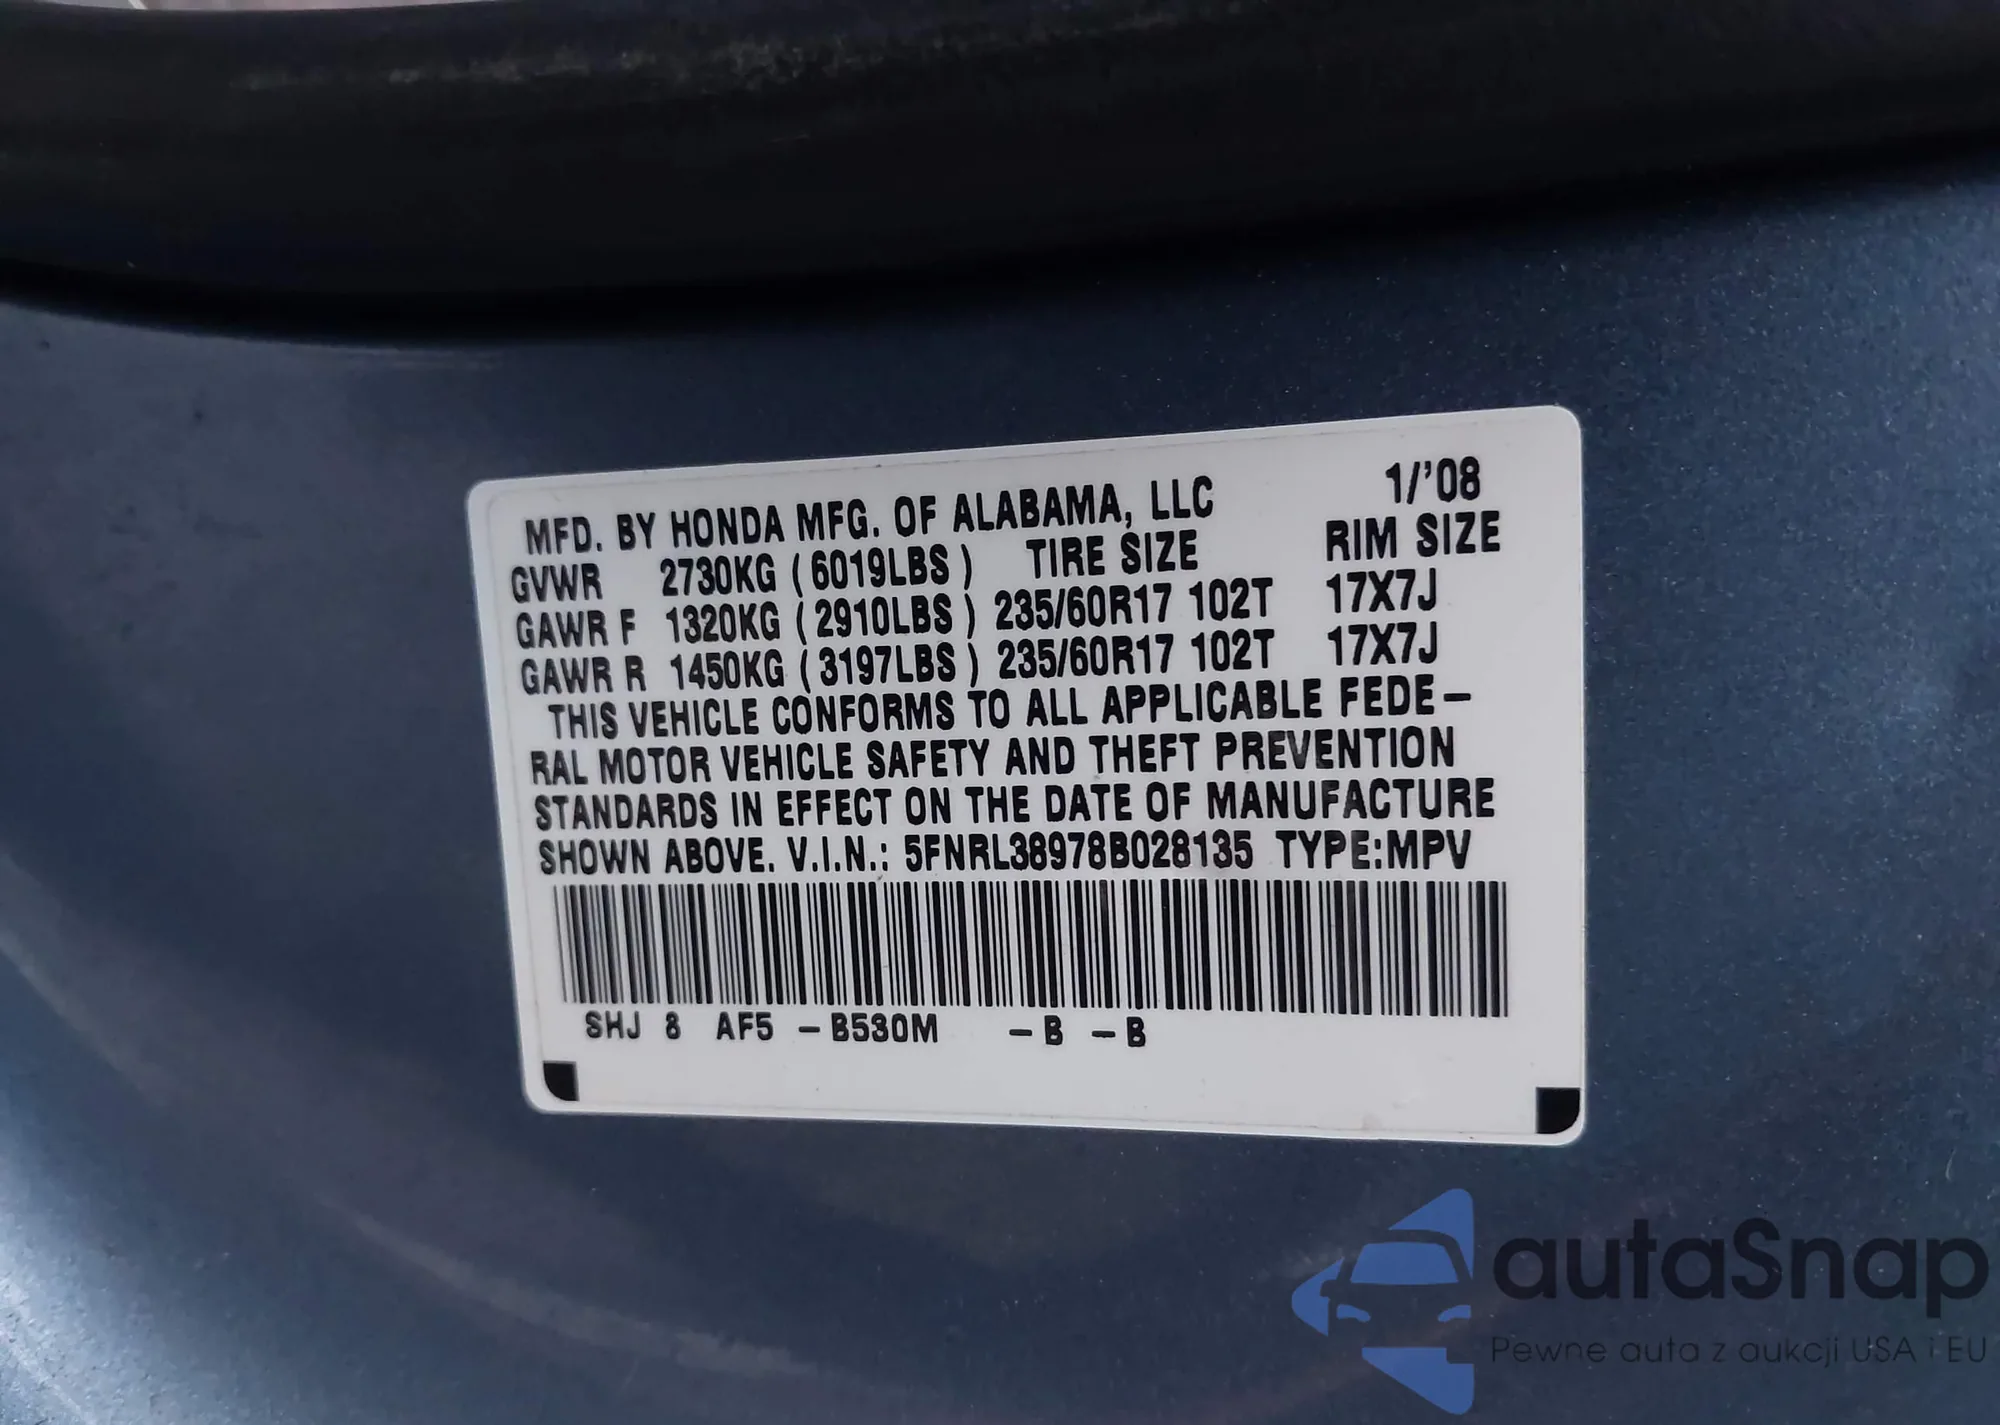 MFD. BY HONDA MFG. OF ALABAMA, LLC 1/'08
GVWR 2730KG (6019LBS) TIRE SIZE RIM SIZE
GAWR F 1320KG (2910LBS) 235/60R17 102T 17X7J
GAWR R 1450KG (3197LBS) 235/60R17 102T 17X7J
THIS VEHICLE CONFORMS TO ALL APPLICABLE FEDE-
RAL MOTOR VEHICLE SAFETY AND THEFT PREVENTION
STANDARDS IN EFFECT ON THE DATE OF MANUFACTURE
SHOWN ABOVE. V.I.N.: 5FNRL38978B028135 TYPE:MPV
SHJ 8 AF5 -B530M -B -B
autaSnap
Pewne auta z aukcji USA i EU